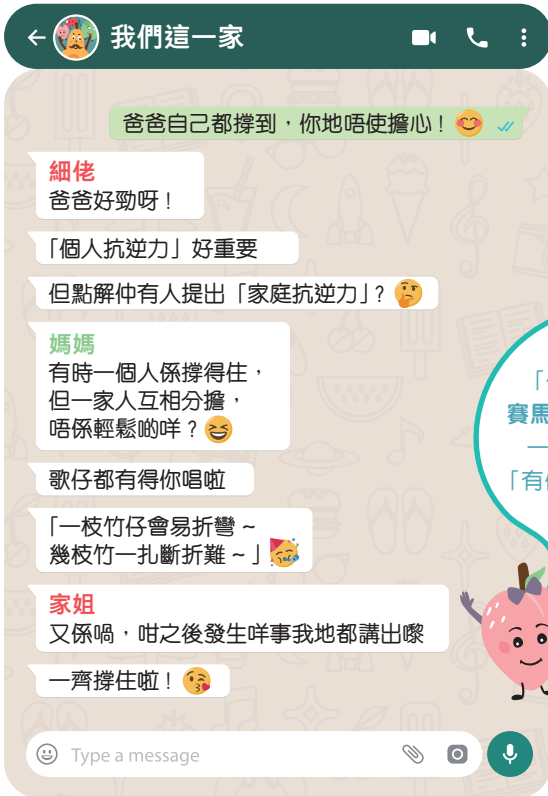 我們這一家
爸爸自己都撐到，你地唔使擔心！
細佬
爸爸好勁呀！
「個人抗逆力」好重要
但點解仲有人提出「家庭抗逆力」？
媽媽
有時一個人係撐得住，
但一家人互相分擔，
唔係輕鬆啲咩？
歌仔都有得你唱啦
「一枝竹仔會易折彎～
幾枝竹一扎斷折難～」
家姐
又係喎，咁之後發生咩事我地都講出嚟
一齊撐住啦！
賽馬
一
「有
Type a message